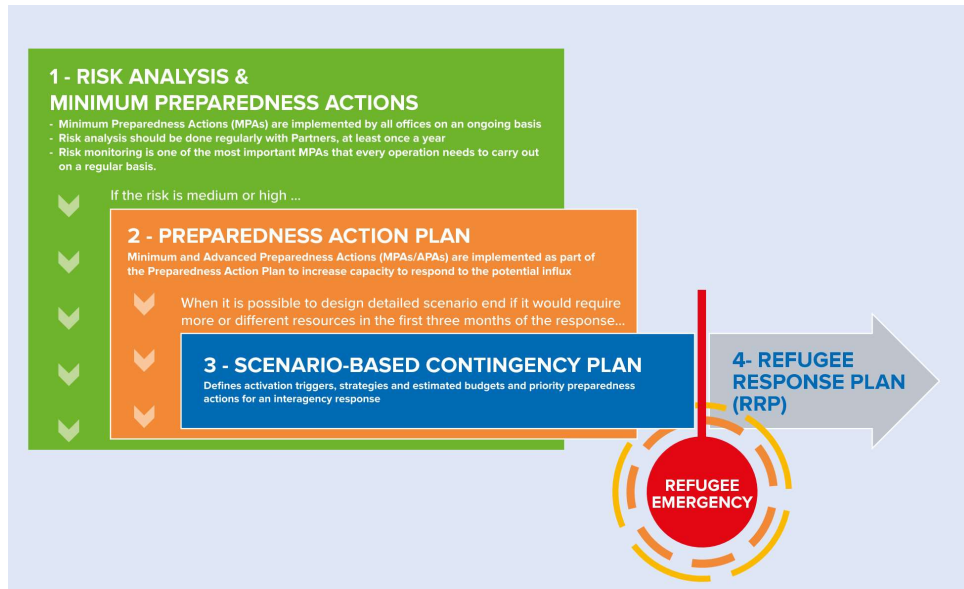 1 - RISK ANALYSIS &
MINIMUM PREPAREDNESS ACTIONS
- Minimum Preparedness Actions (MPAs) are implemented by all offices on an ongoing basis
- Risk analysis should be done regularly with Partners, at least once a year
- Risk monitoring is one of the most important MPAs that every operation needs to carry out
on a regular basis.
If the risk is medium or high ...
2 - PREPAREDNESS ACTION PLAN
Minimum and Advanced Preparedness Actions (MPAs/APAs) are implemented as part of
the Preparedness Action Plan to increase capacity to respond to the potential influx
When it is possible to design detailed scenario end if it would require
more or different resources in the first three months of the response...
3 - SCENARIO-BASED CONTINGENCY PLAN
Defines activation triggers, strategies and estimated budgets and priority preparedness
actions for an interagency response
4- REFUGEE
RESPONSE PLAN
(RRP)
REFUGEE
EMERGENCY